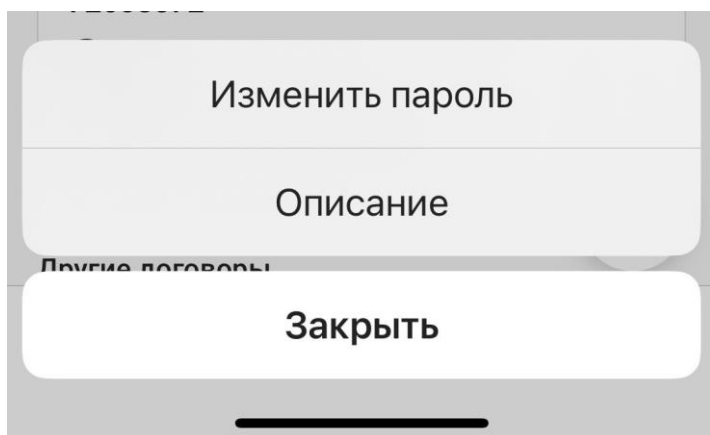 Изменить пароль
Описание
Другие договоры
Закрыть